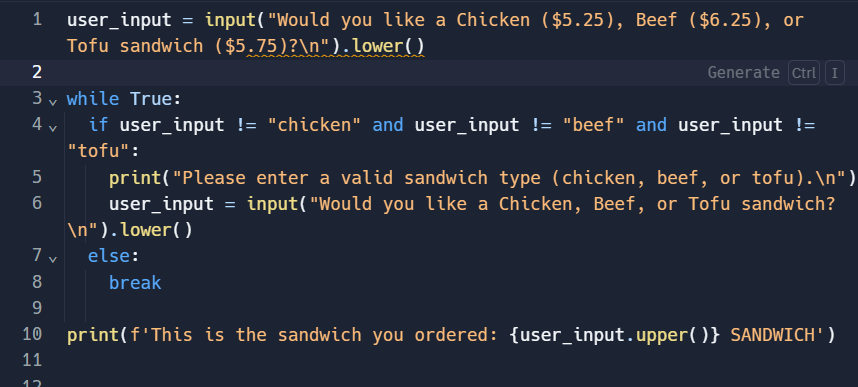 1 user_input = input("Would you like a Chicken ($5.25), Beef ($6.25), or
Tofu sandwich ($5.75)?\n").lower()
2 Generate Ctrl I
3 while True:
4 if user_input != "chicken" and user_input != "beef" and user_input !=
"tofu":
5 print("Please enter a valid sandwich type (chicken, beef, or tofu).\n")
6 user_input = input("Would you like a Chicken, Beef, or Tofu sandwich?
\n").lower()
7 else:
8 break
9
10 print(f'This is the sandwich you ordered: {user_input.upper()} SANDWICH')
11
12